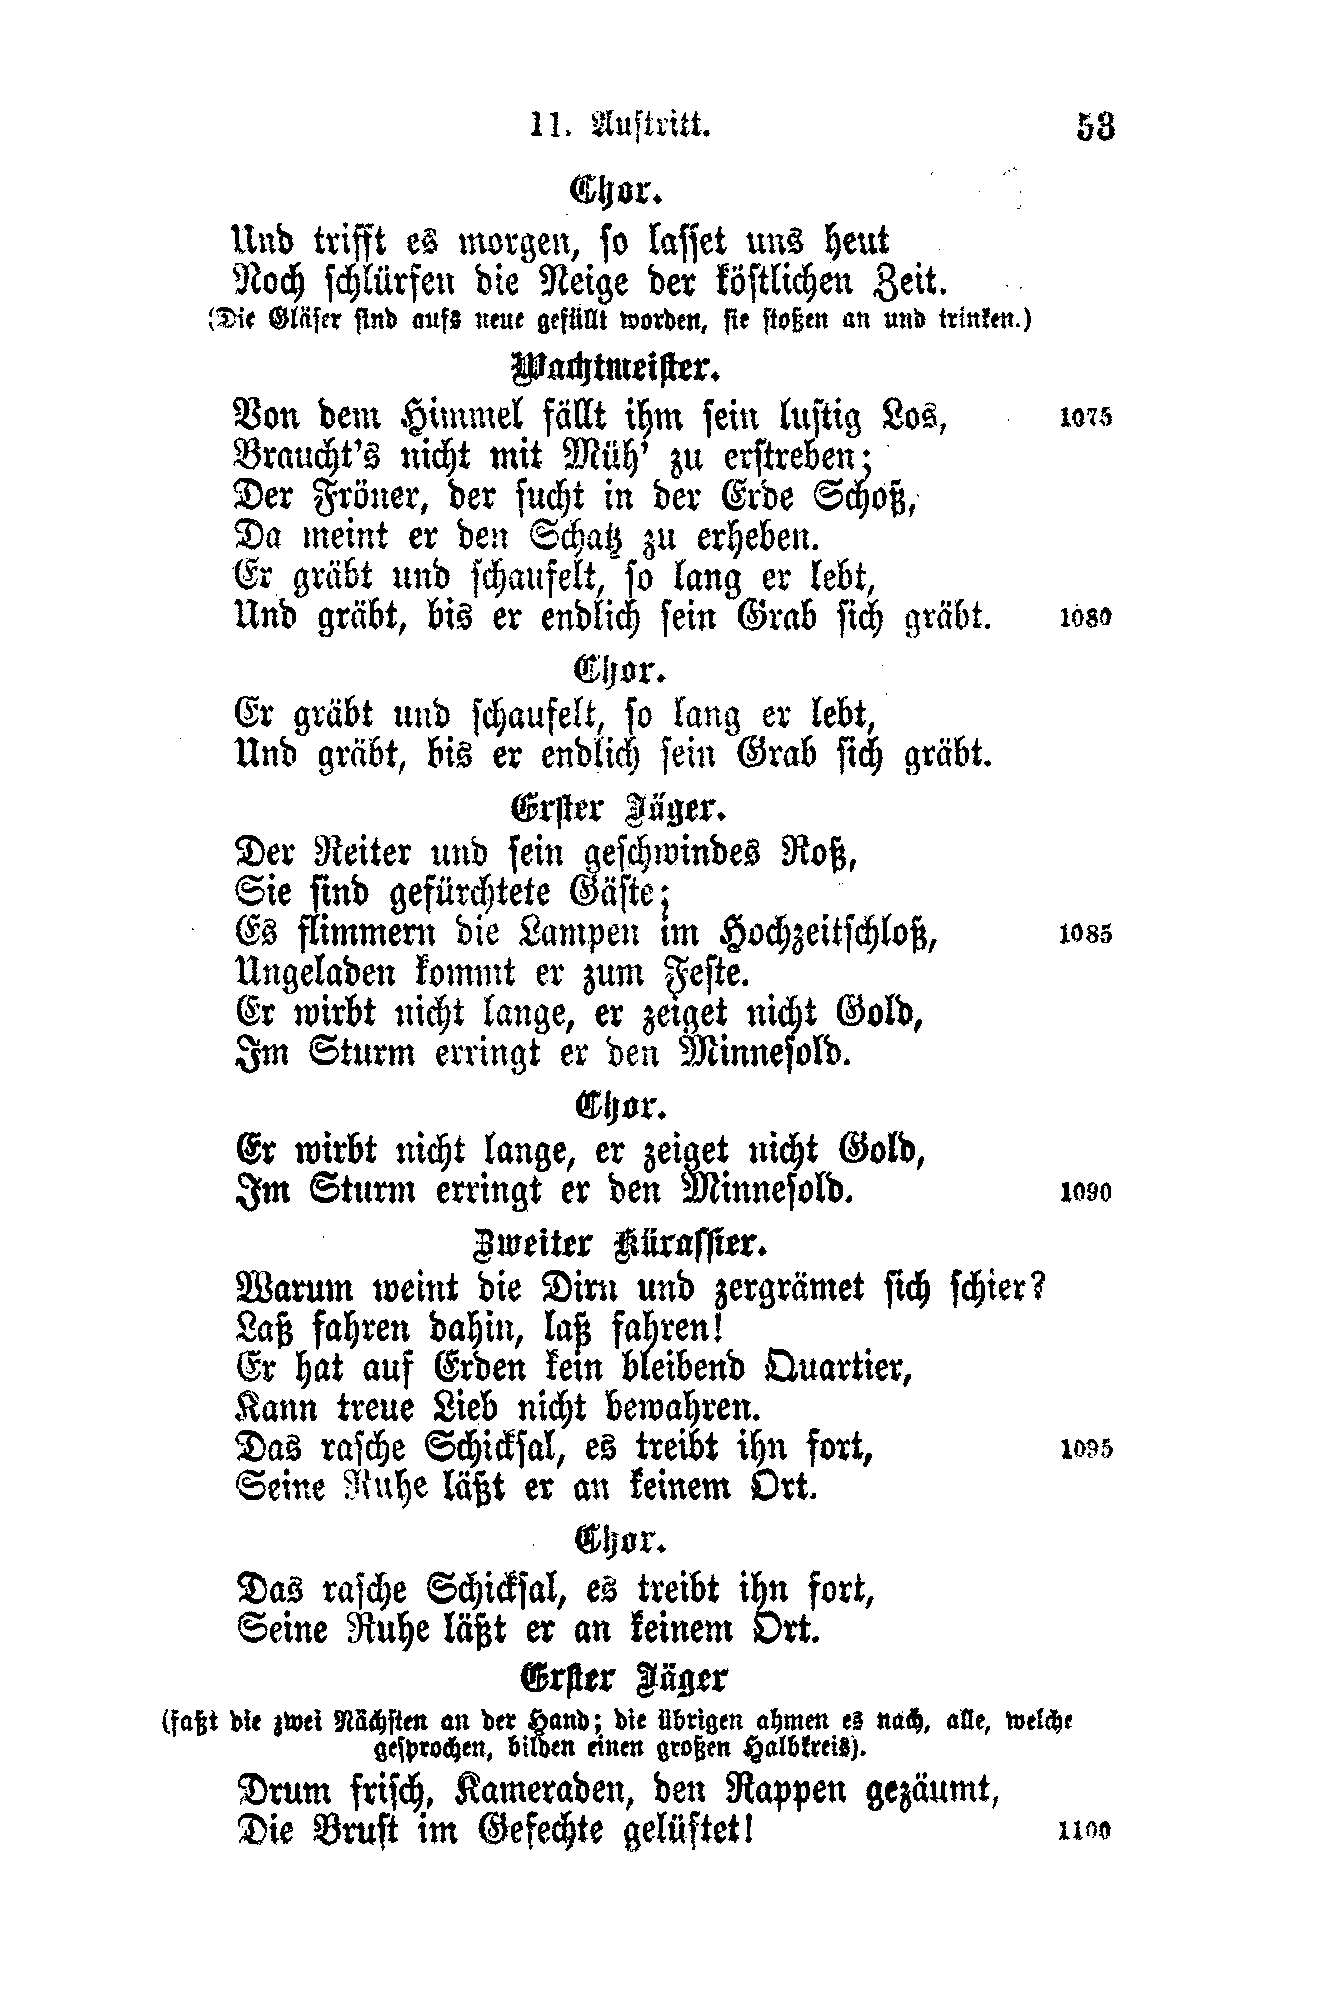 11. Auftritt. 53
Chor.
Und trifft es morgen, so lasset uns heut
Noch schlürfen die Neige der köstlichen Zeit.
(Die Gläser sind aufs neue gefüllt worden, sie stoßen an und trinken.)
Wachtmeister.
Von dem Himmel fällt ihm sein lustig Los, 1075
Braucht's nicht mit Müh' zu erstreben;
Der Fröner, der sucht in der Erde Schoß,
Da meint er den Schatz zu erheben.
Er gräbt und schaufelt, so lang er lebt,
Und gräbt, bis er endlich sein Grab sich gräbt. 1080
Chor.
Er gräbt und schaufelt, so lang er lebt,
Und gräbt, bis er endlich sein Grab sich gräbt.
Erster Jäger.
Der Reiter und sein geschwindes Roß,
Sie sind gefürchtete Gäste;
Es flimmern die Lampen im Hochzeitschloß, 1085
Ungeladen kommt er zum Feste.
Er wirbt nicht lange, er zeiget nicht Gold,
Im Sturm erringt er den Minnesold.
Chor.
Er wirbt nicht lange, er zeiget nicht Gold,
Im Sturm erringt er den Minnesold. 1090
Zweiter Kürassier.
Warum weint die Dirn und zergrämet sich schier?
Laß fahren dahin, laß fahren!
Er hat auf Erden kein bleibend Quartier,
Kann treue Lieb nicht bewahren.
Das rasche Schicksal, es treibt ihn fort, 1095
Seine Ruhe läßt er an keinem Ort.
Chor.
Das rasche Schicksal, es treibt ihn fort,
Seine Ruhe läßt er an keinem Ort.
Erster Jäger
(faßt die zwei Nächsten an der Hand; die übrigen ahmen es nach, alle, welche
gesprochen, bilden einen großen Halbkreis).
Drum frisch, Kameraden, den Rappen gezäumt,
Die Brust im Gefechte gelüftet! 1100